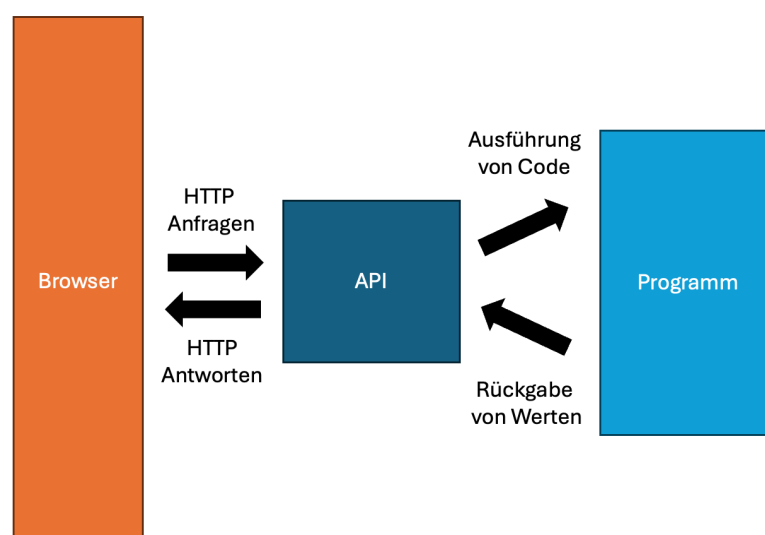 Browser
HTTP
Anfragen
HTTP
Antworten
API
Ausführung
von Code
Rückgabe
von Werten
Programm